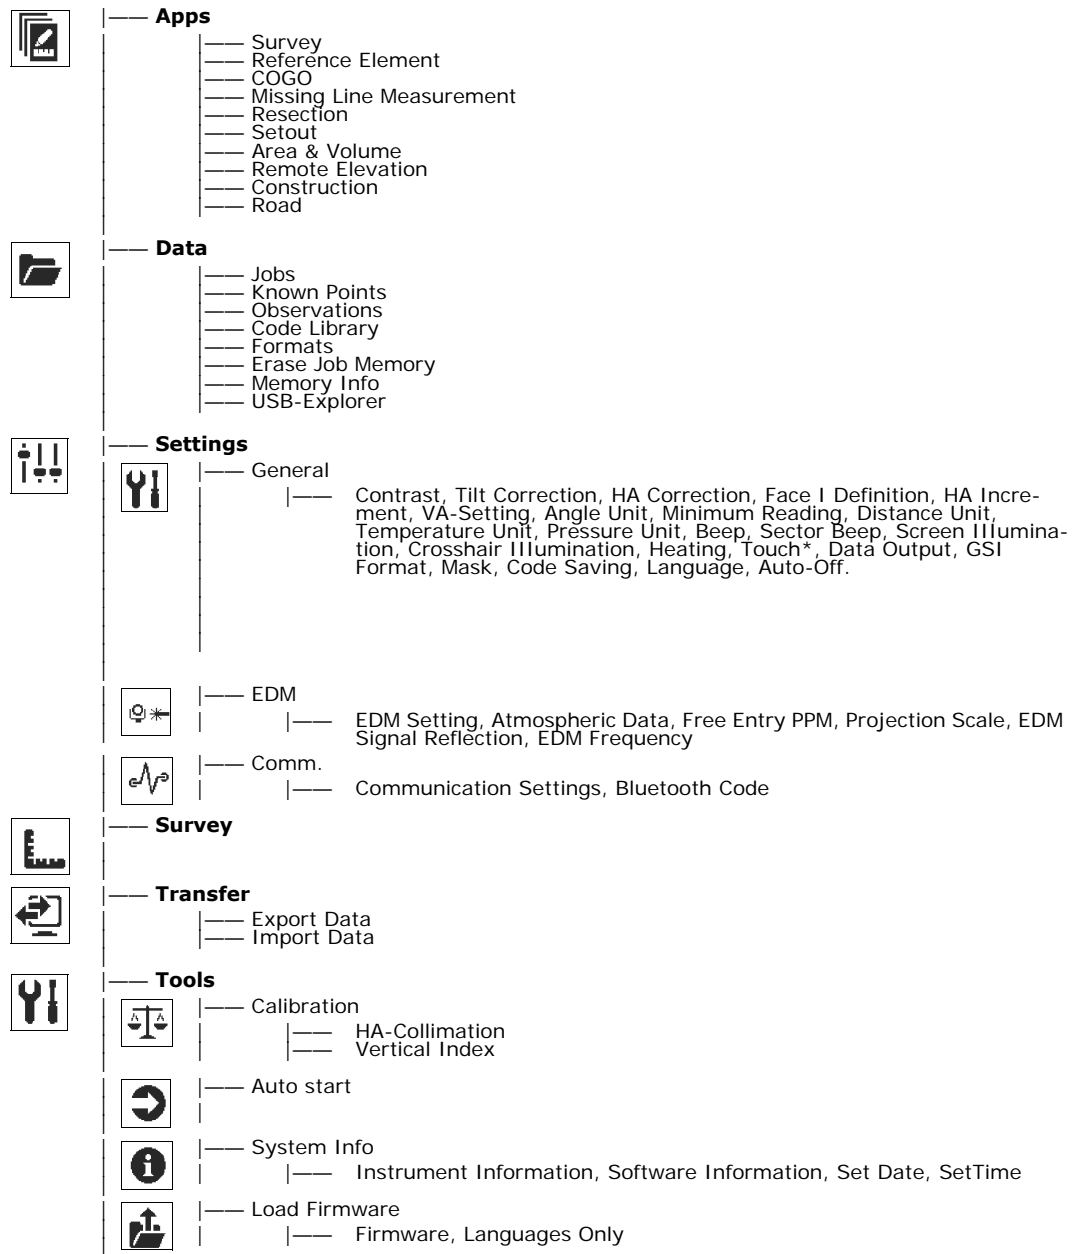 Apps
Survey
Reference Element
COGO
Missing Line Measurement
Resection
Setout
Area & Volume
Remote Elevation
Construction
Road
Data
Jobs
Known Points
Observations
Code Library
Formats
Erase Job Memory
Memory Info
USB-Explorer
Settings
General
Contrast, Tilt Correction, HA Correction, Face I Definition, HA Incre-
ment, VA-Setting, Angle Unit, Minimum Reading, Distance Unit,
Temperature Unit, Pressure Unit, Beep, Sector Beep, Screen IIlumina-
tion, Crosshair IIlumination, Heating, Touch*, Data Output, GSI
Format, Mask, Code Saving, Language, Auto-Off.
EDM
EDM Setting, Atmospheric Data, Free Entry PPM, Projection Scale, EDM
Signal Reflection, EDM Frequency
Comm.
Communication Settings, Bluetooth Code
Survey
Transfer
Export Data
Import Data
Tools
Calibration
HA-Collimation
Vertical Index
Auto start
System Info
Instrument Information, Software Information, Set Date, SetTime
Load Firmware
Firmware, Languages Only